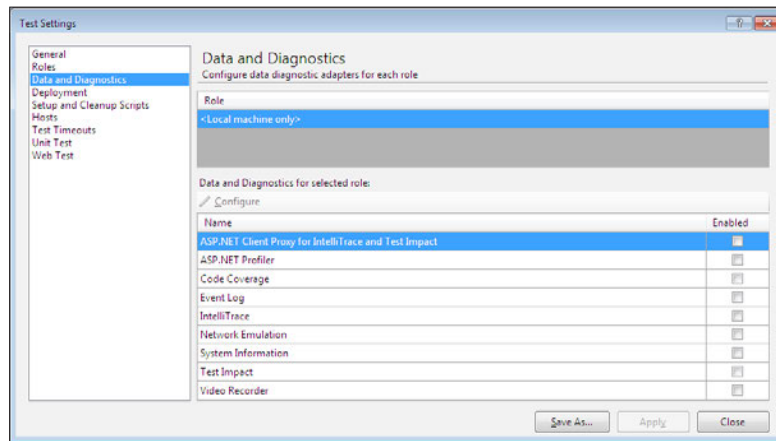 Test Settings
General
Roles
Data and Diagnostics
Deployment
Setup and Cleanup Scripts
Hosts
Test Timeouts
Unit Test
Web Test
Data and Diagnostics
Configure data diagnostic adapters for each role
Role
<Local machine only>
Data and Diagnostics for selected role:
Configure
Name Enabled
ASP.NET Client Proxy for IntelliTrace and Test Impact
ASP.NET Profiler
Code Coverage
Event Log
IntelliTrace
Network Emulation
System Information
Test Impact
Video Recorder
Save As... Apply Close